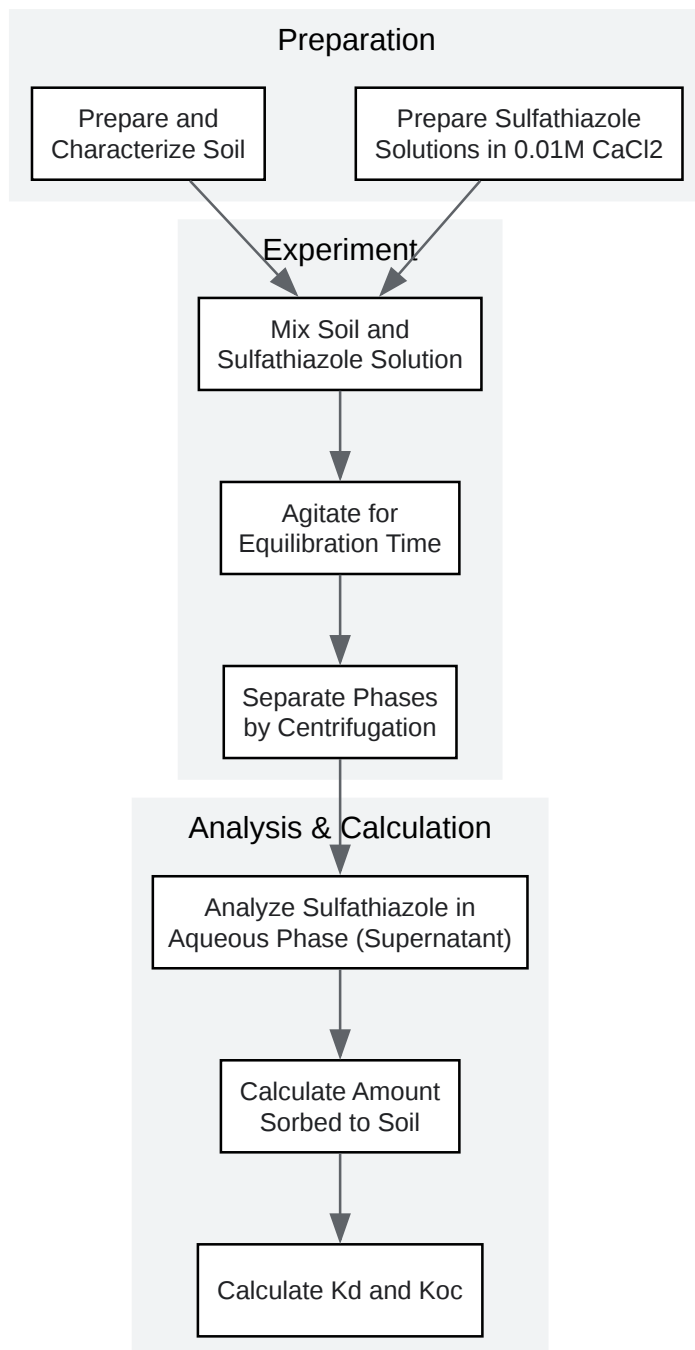 Preparation
Prepare and
Characterize Soil
Prepare Sulfathiazole
Solutions in 0.01M CaCl2
Experiment
Mix Soil and
Sulfathiazole Solution
Agitate for
Equilibration Time
Separate Phases
by Centrifugation
Analysis & Calculation
Analyze Sulfathiazole in
Aqueous Phase (Supernatant)
Calculate Amount
Sorbed to Soil
Calculate Kd and Koc